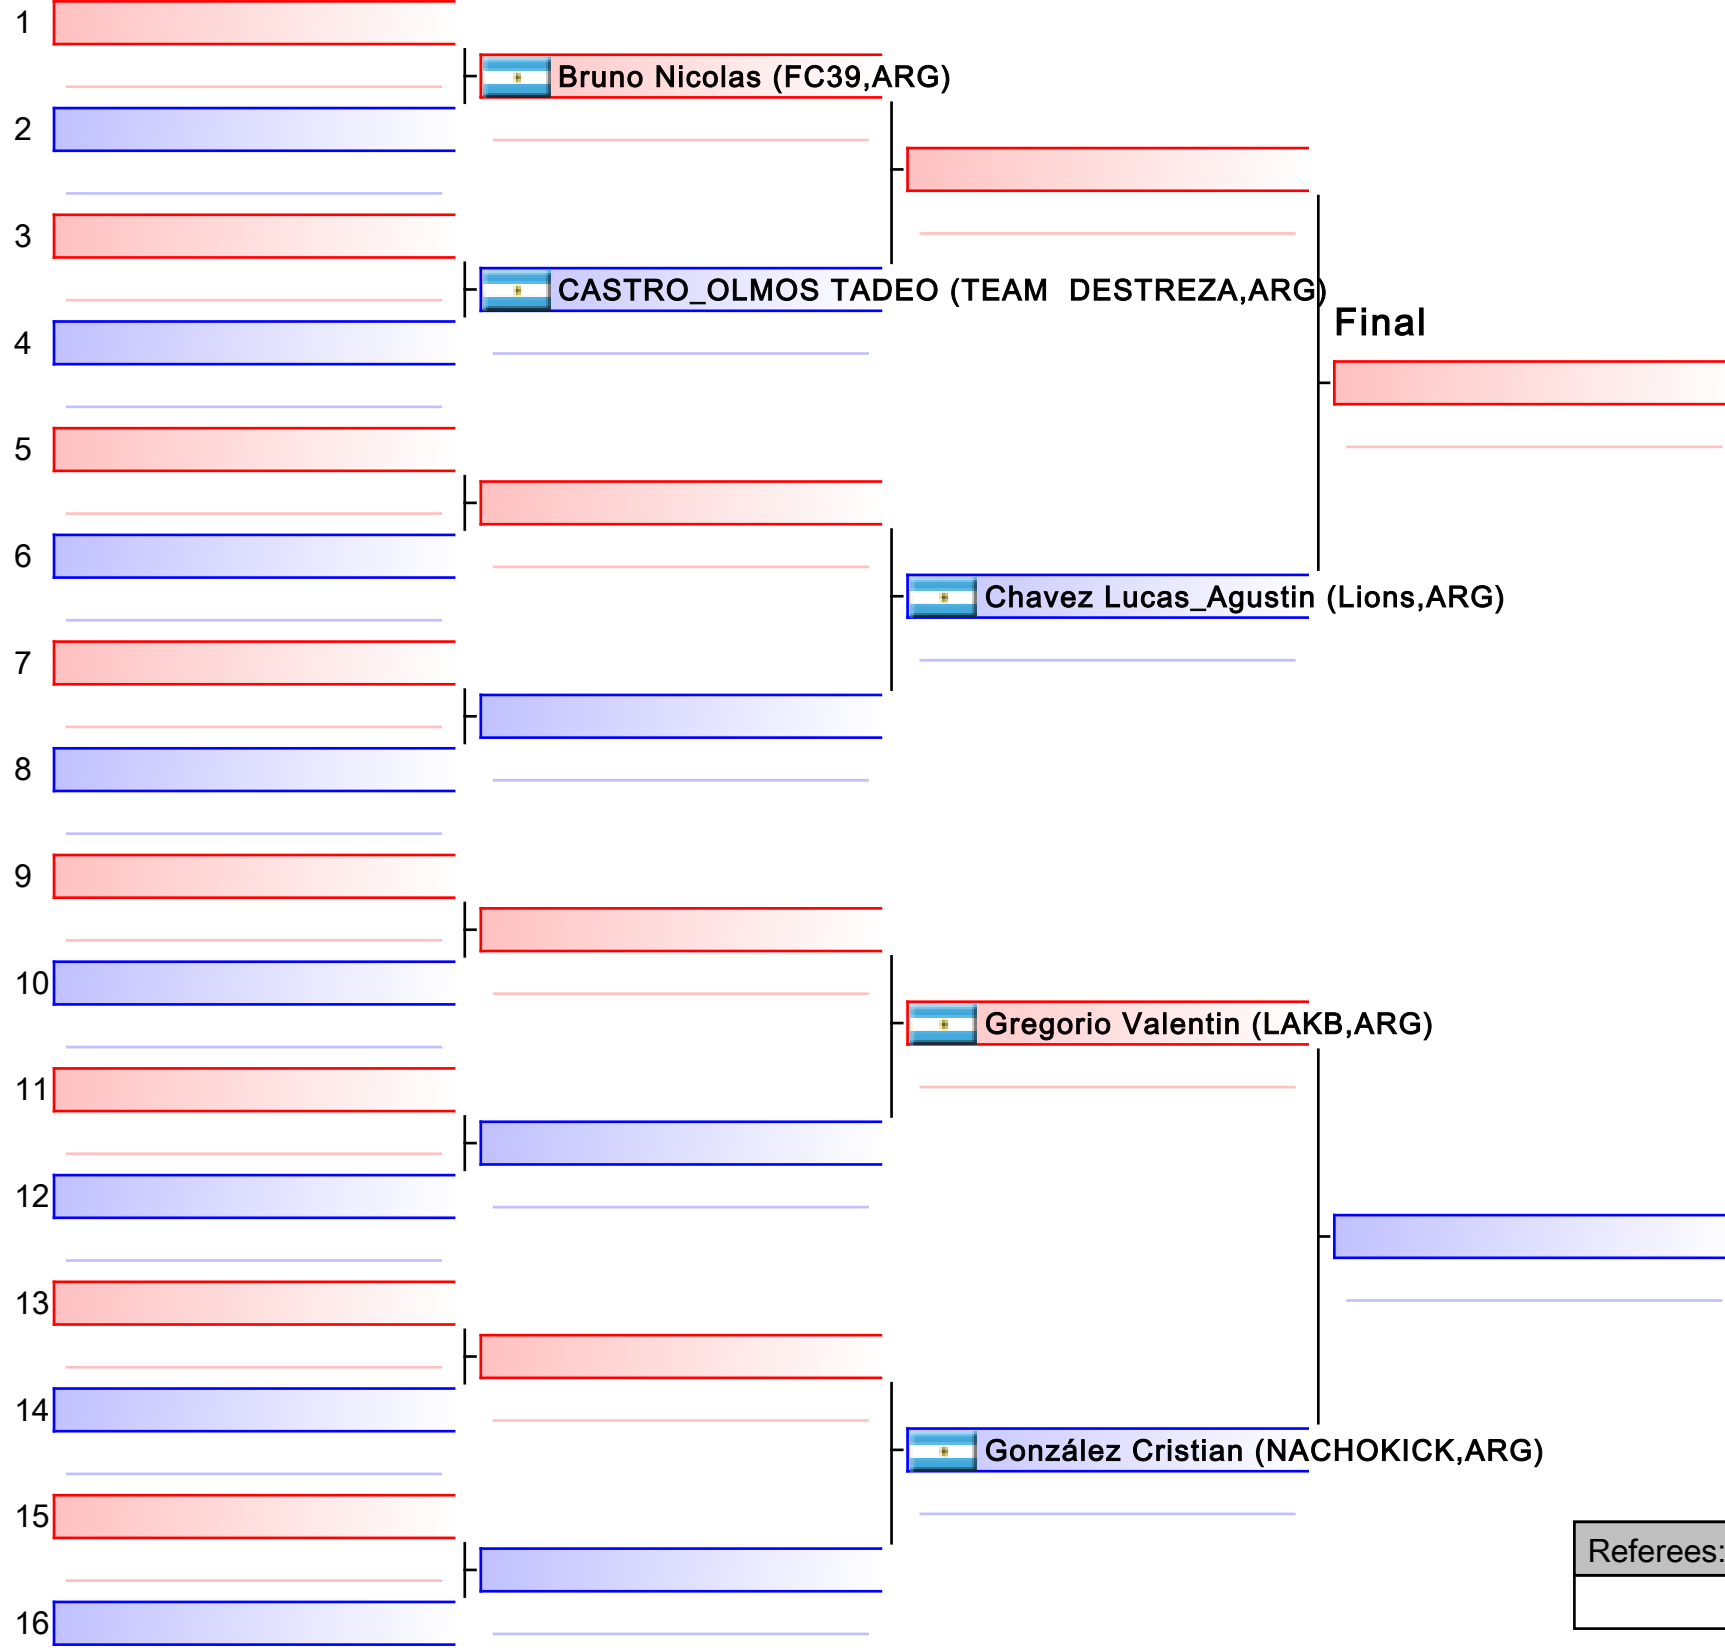 1
Bruno Nicolas (FC39,ARG)
2
3
CASTRO_OLMOS TADEO (TEAM  DESTREZA,ARG)
Final
4
5
6
Chavez Lucas_Agustin (Lions,ARG)
7
8
9
10
Gregorio Valentin (LAKB,ARG)
11
12
13
14
González Cristian (NACHOKICK,ARG)
15
Referees:
16